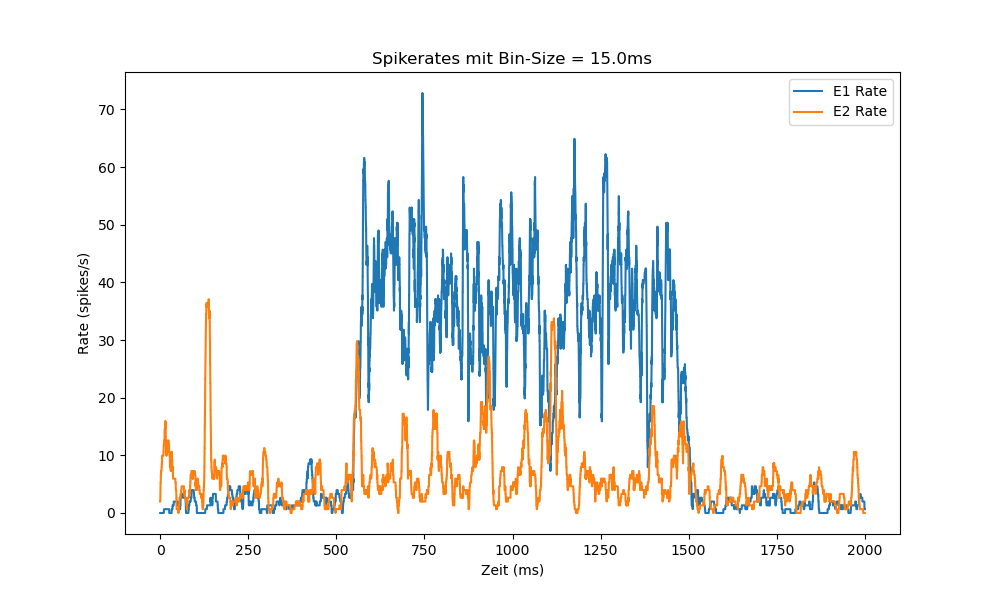 Spikerates mit Bin-Size = 15.0ms
E1 Rate
E2 Rate
Rate (spikes/s)
70
60
50
40
30
20
10
0
0 250 500 750 1000 1250 1500 1750 2000
Zeit (ms)